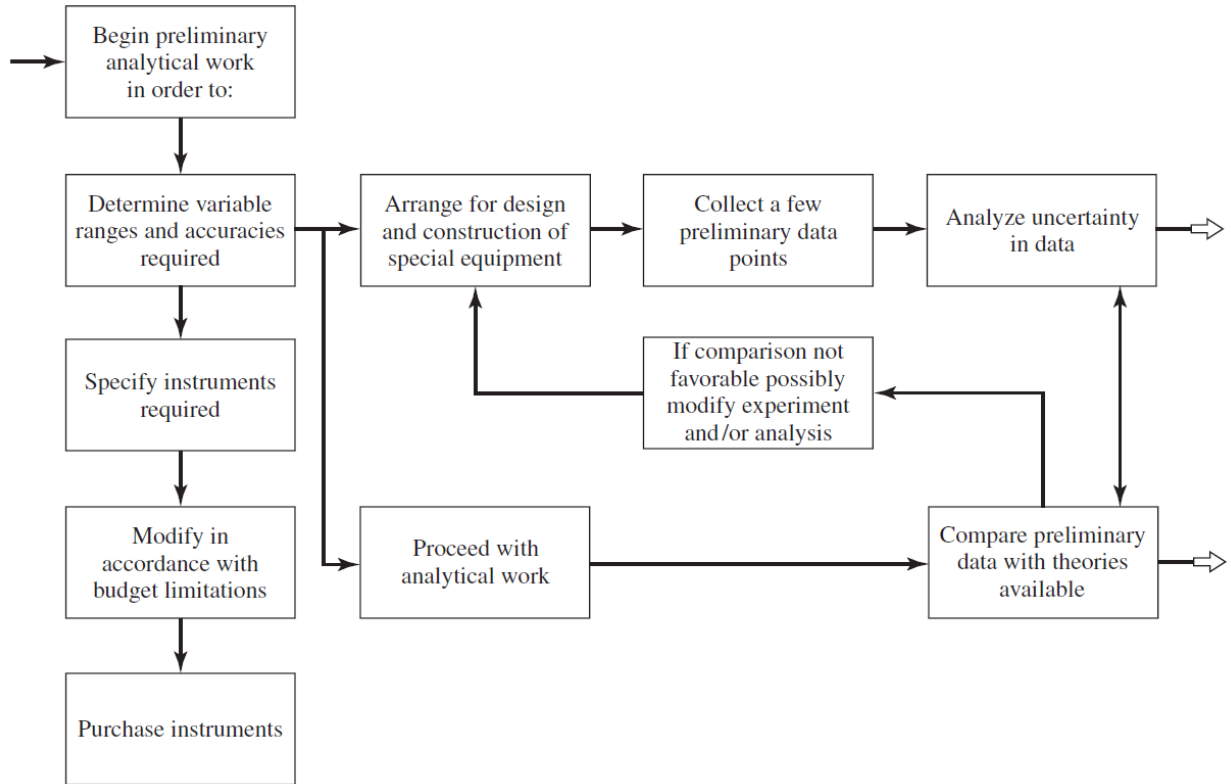 Begin preliminary
analytical work
in order to:
Determine variable
ranges and accuracies
required
Arrange for design
and construction of
special equipment
Collect a few
preliminary data
points
Analyze uncertainty
in data
Specify instruments
required
If comparison not
favorable possibly
modify experiment
and/or analysis
Modify in
accordance with
budget limitations
Proceed with
analytical work
Compare preliminary
data with theories
available
Purchase instruments